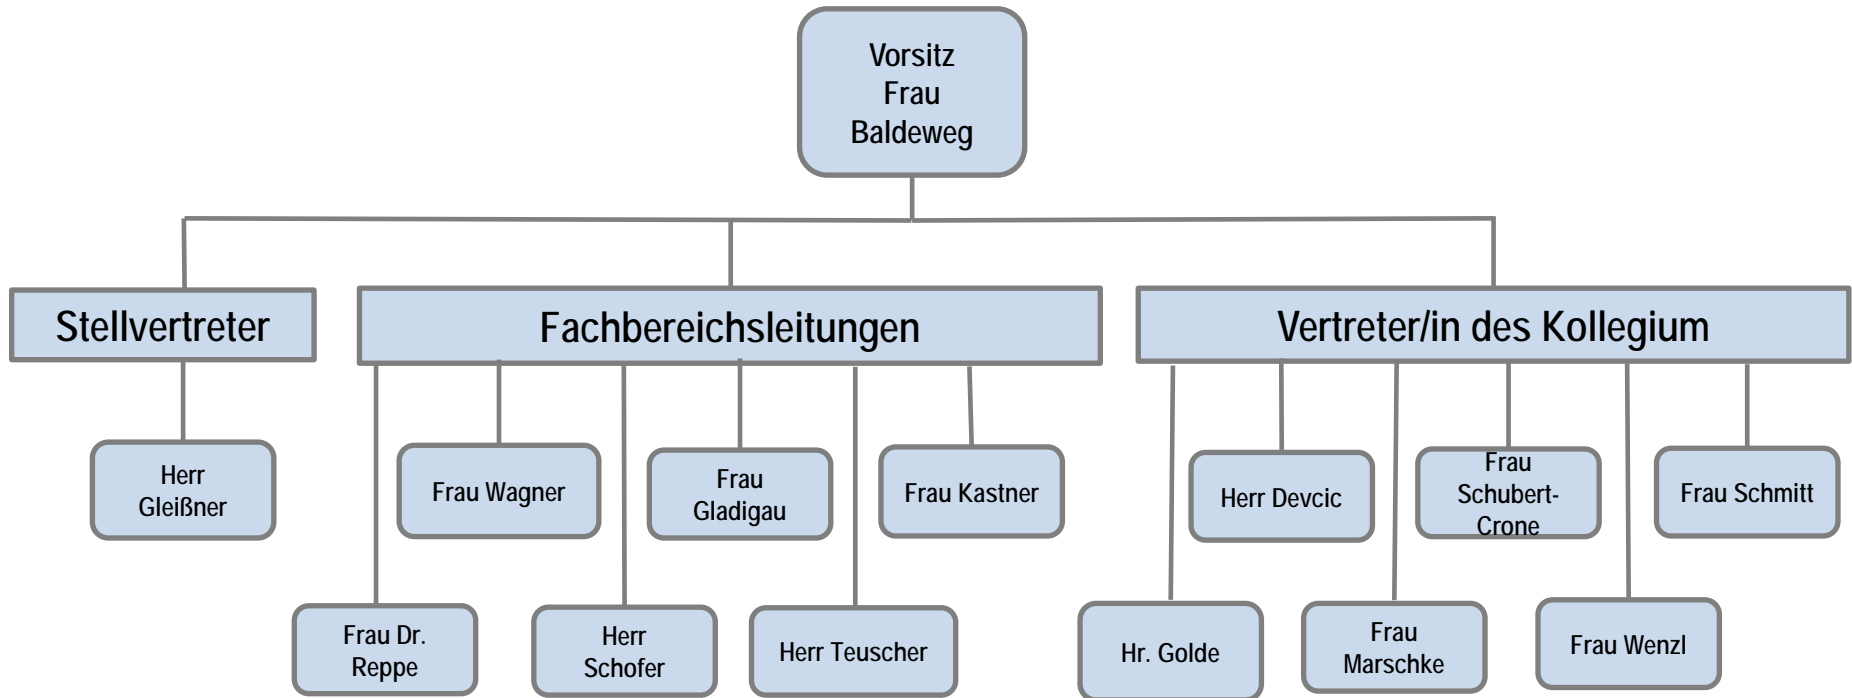 Vorsitz
Frau
Baldeweg
Stellvertreter
Fachbereichsleitungen
Vertreter/in des Kollegium
Herr
Gleißner
Frau Wagner
Frau
Gladigau
Frau Kastner
Herr Devcic
Frau
Schubert-
Crone
Frau Schmitt
Frau Dr.
Reppe
Herr
Schofer
Herr Teuscher
Hr. Golde
Frau
Marschke
Frau Wenzl